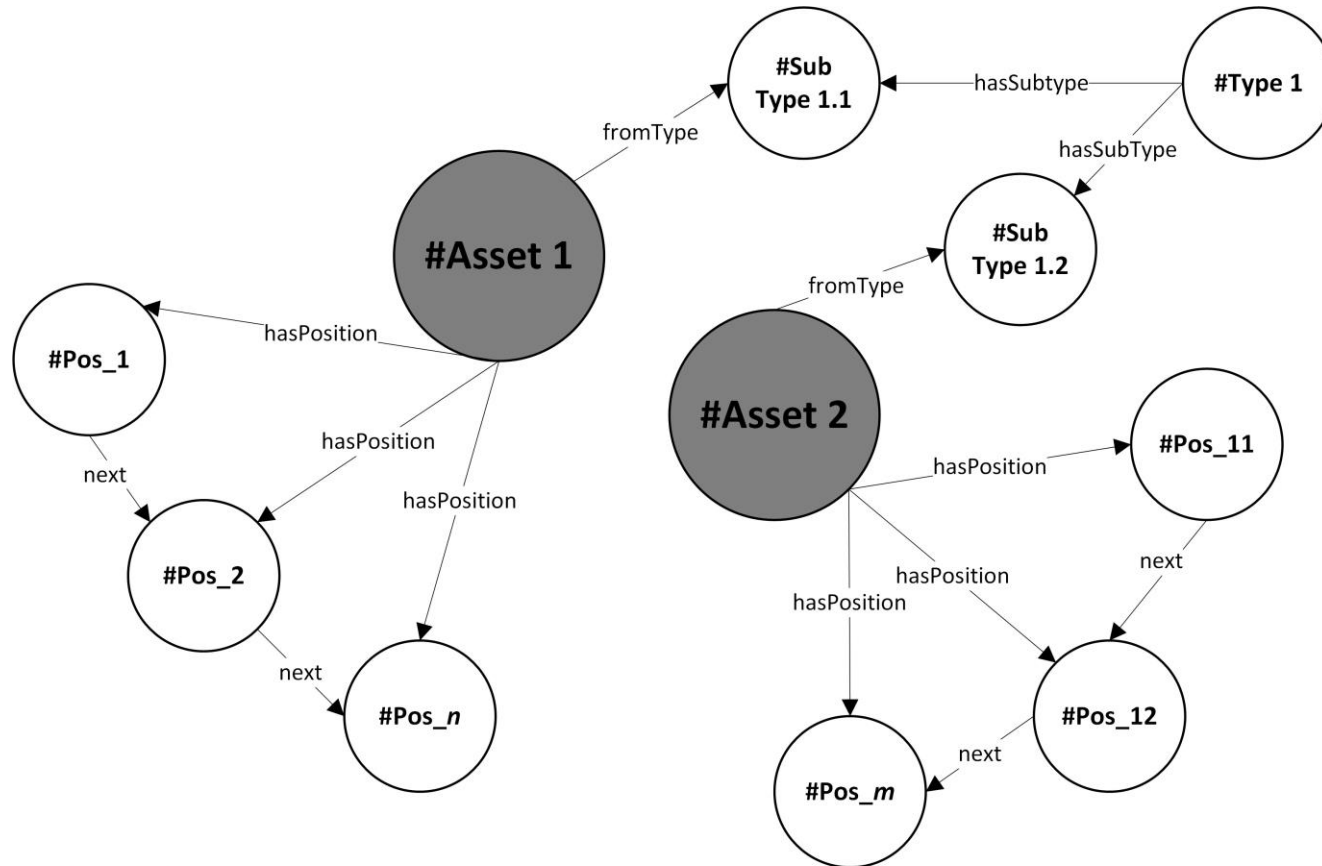 #Sub
Type 1.1
hasSubtype
#Type 1
fromType
hasSubType
#Asset 1
#Sub
Type 1.2
fromType
hasPosition
#Pos_1
#Asset 2
hasPosition
#Pos_11
hasPosition
next
hasPosition
next
#Pos_2
hasPosition
hasPosition
next
#Pos_n
#Pos_12
next
#Pos_m